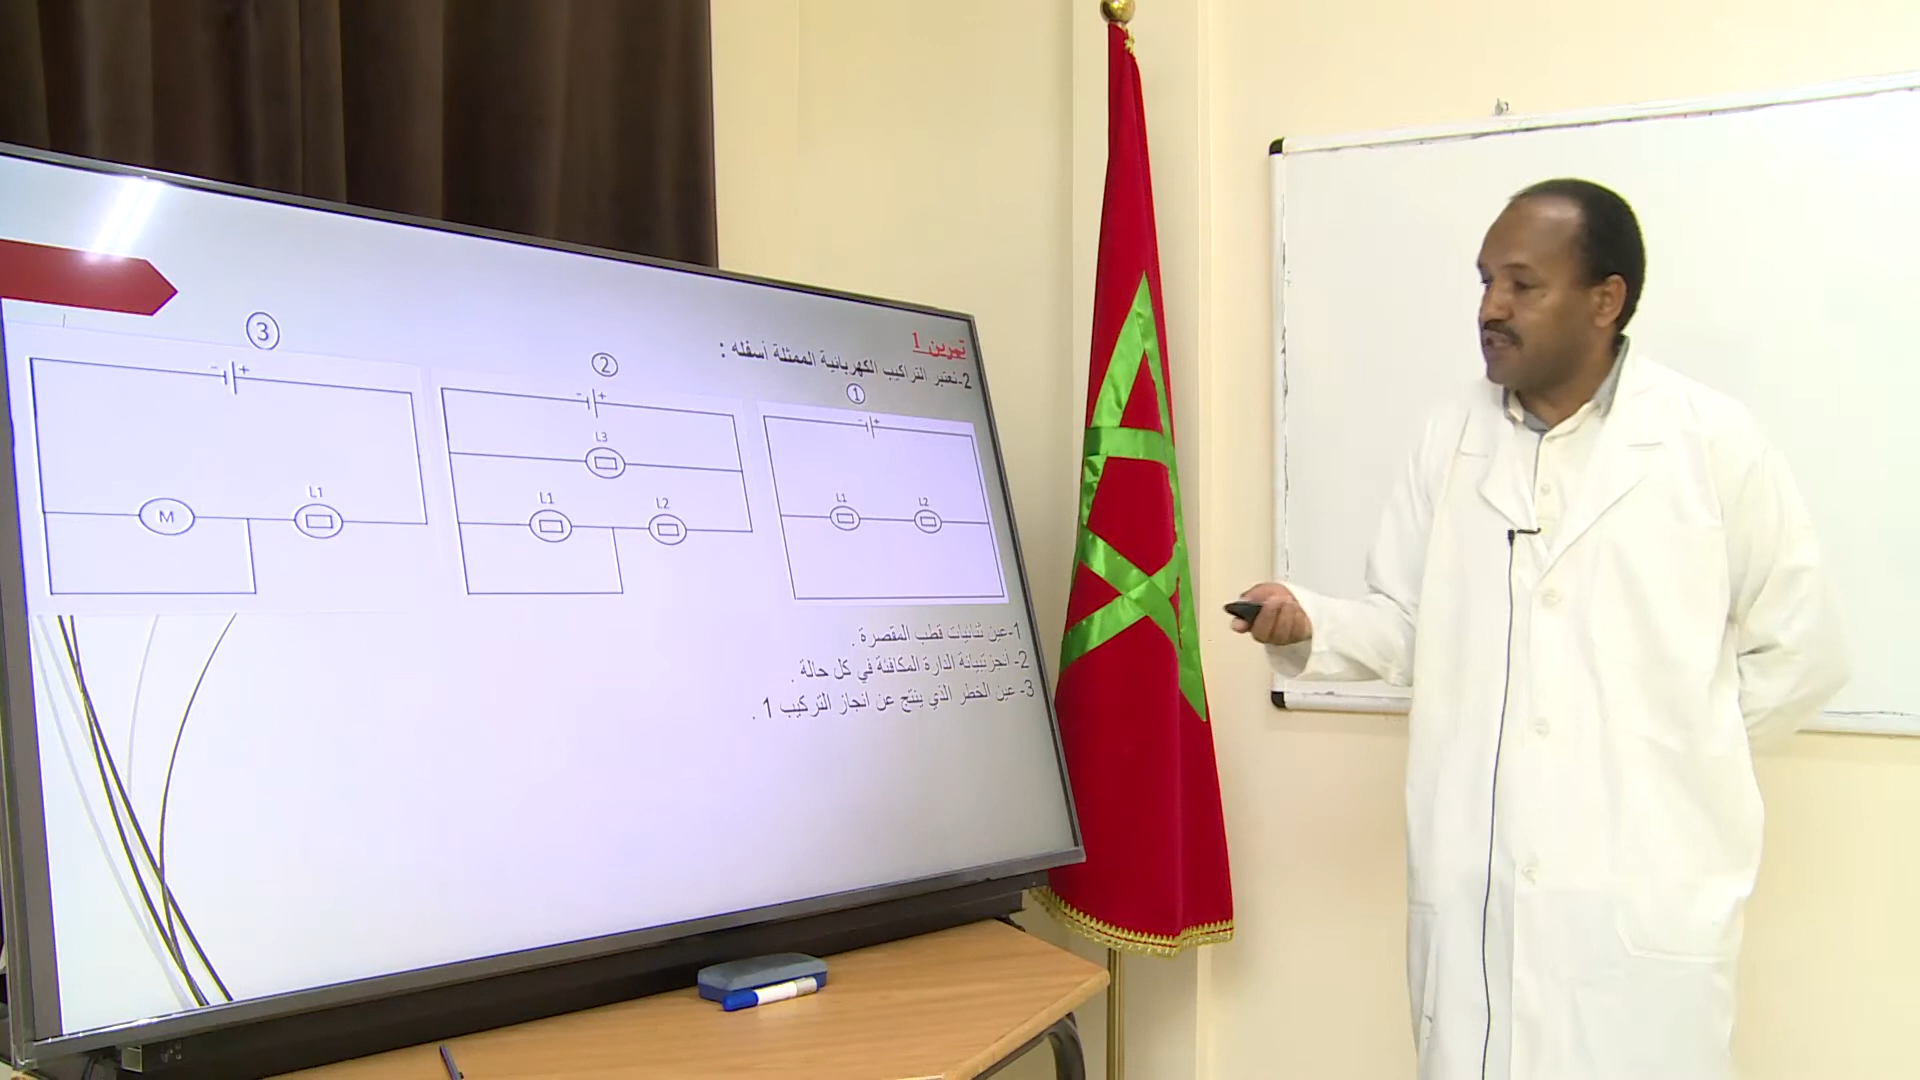 تمرين 1
2-نعتبر التراكيب الكهربائية الممثلة أسفله :
1
- +
L1 L2
2
- +
L3
L1 L2
3
- +
M L1
1-عين ثنائيات قطب المقصرة .
2- أنجز تبيانة الدارة المكافئة في كل حالة .
3- عين الخطر الذي ينتج عن انجاز التركيب 1 .